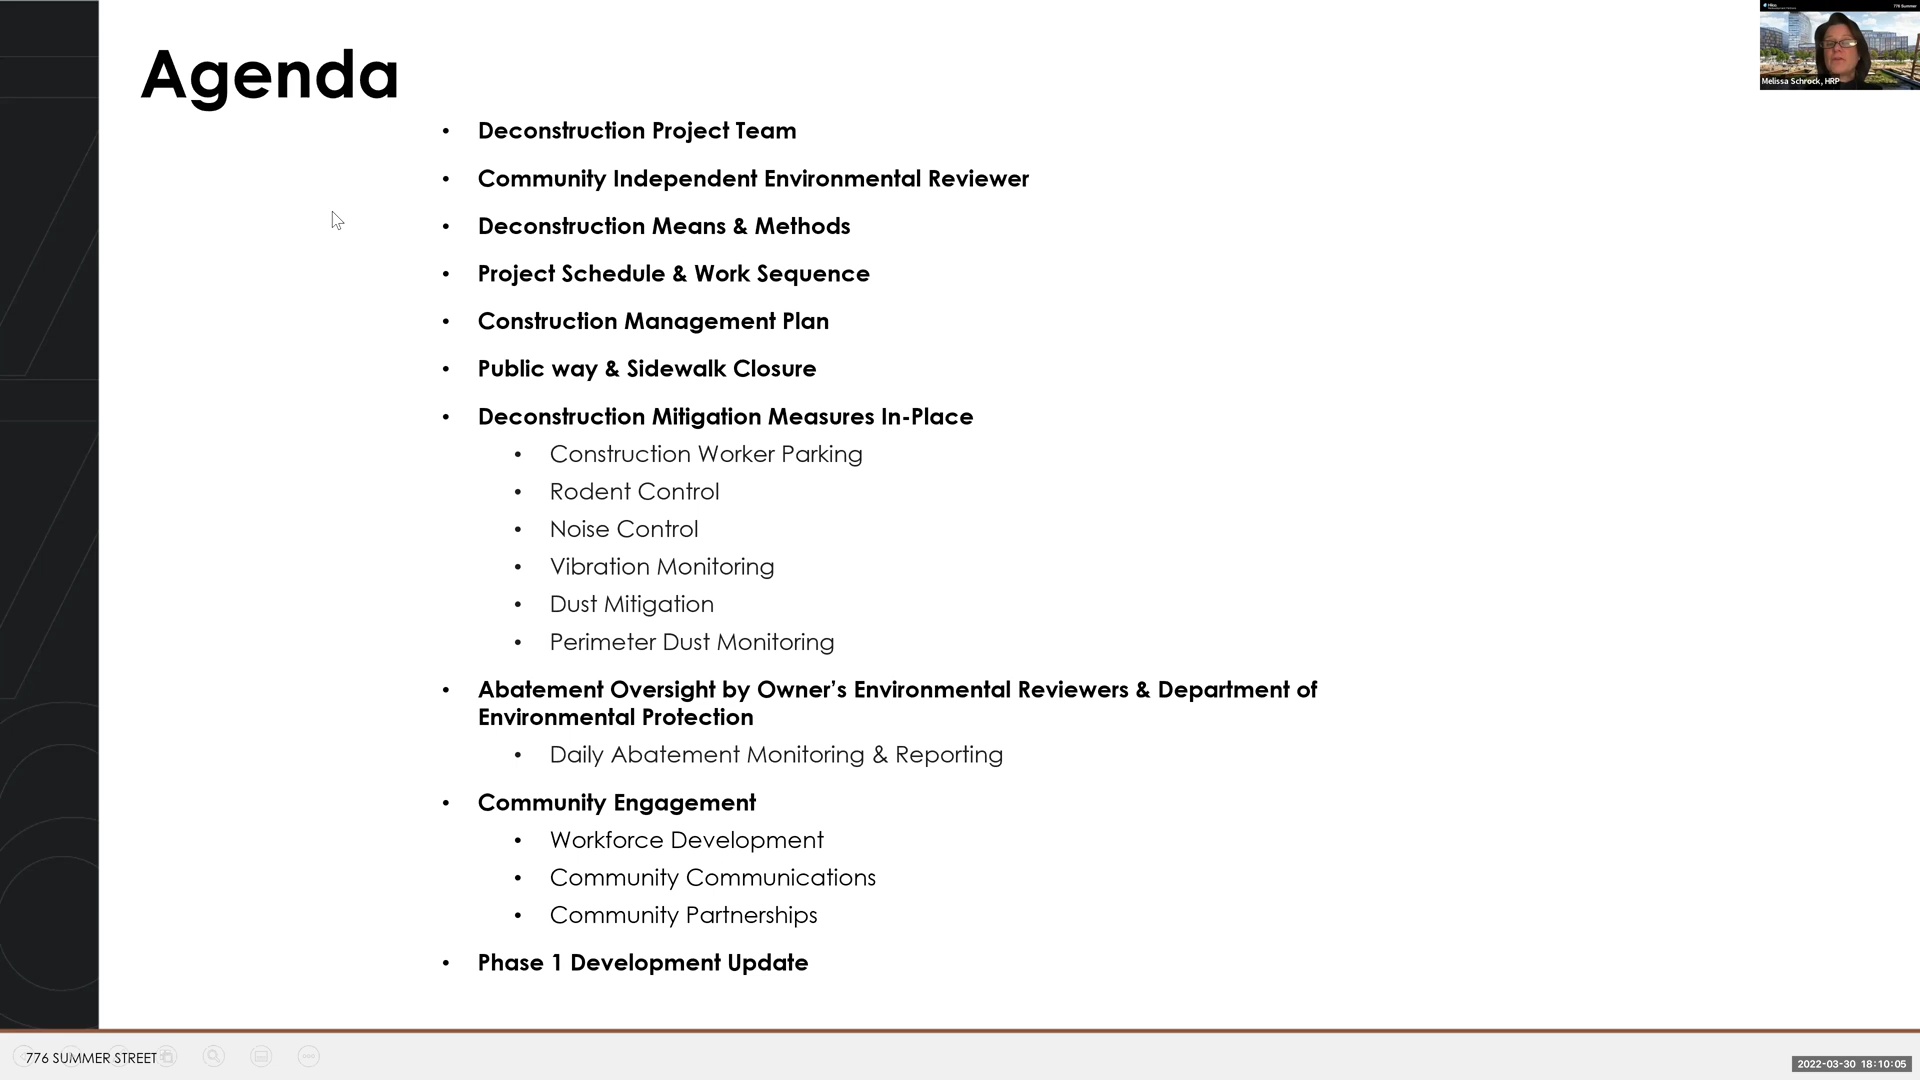 Agenda
776 Summer
Melissa Schrock, HRP
• Deconstruction Project Team
• Community Independent Environmental Reviewer
• Deconstruction Means & Methods
• Project Schedule & Work Sequence
• Construction Management Plan
• Public way & Sidewalk Closure
• Deconstruction Mitigation Measures In-Place
• Construction Worker Parking
• Rodent Control
• Noise Control
• Vibration Monitoring
• Dust Mitigation
• Perimeter Dust Monitoring
• Abatement Oversight by Owner’s Environmental Reviewers & Department of
Environmental Protection
• Daily Abatement Monitoring & Reporting
• Community Engagement
• Workforce Development
• Community Communications
• Community Partnerships
• Phase 1 Development Update
776 SUMMER STREET
2022-03-30 18:10:05